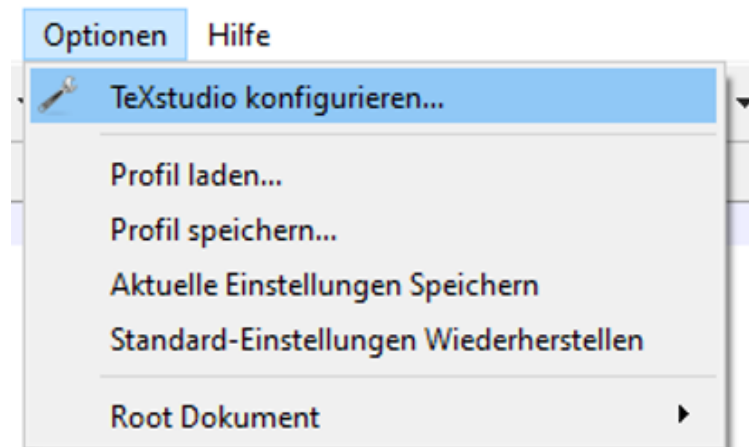 Optionen Hilfe
TeXstudio konfigurieren...
Profil laden...
Profil speichern...
Aktuelle Einstellungen Speichern
Standard-Einstellungen Wiederherstellen
Root Dokument